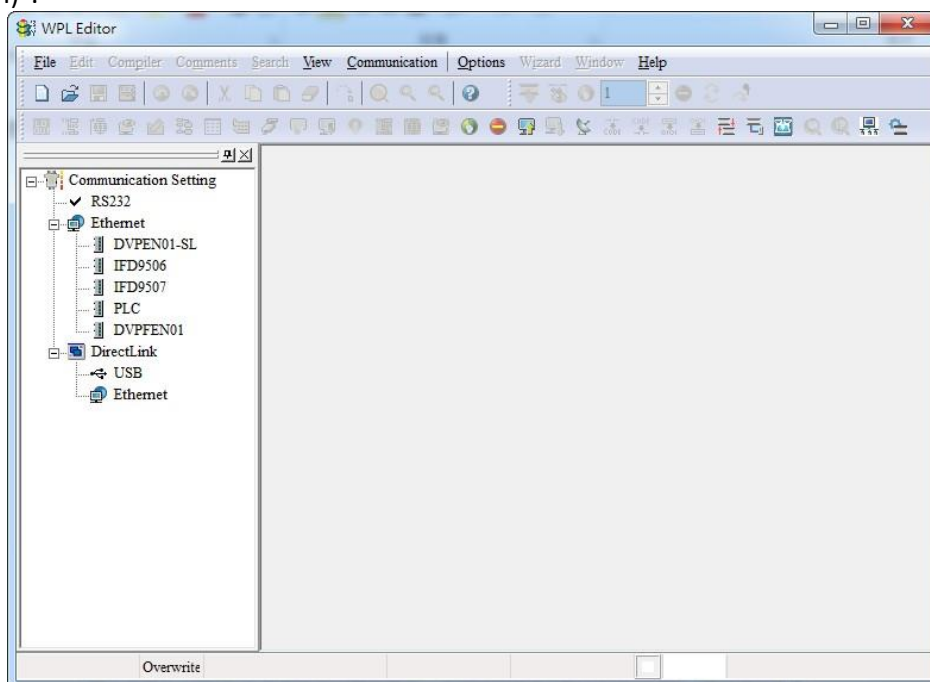 WPL Editor
File Edit Compiler Comments Search View Communication Options Wizard Window Help
1
Communication Setting
RS232
Ethernet
DVPEN01-SL
IFD9506
IFD9507
PLC
DVPFEN01
DirectLink
USB
Ethernet
Overwrite